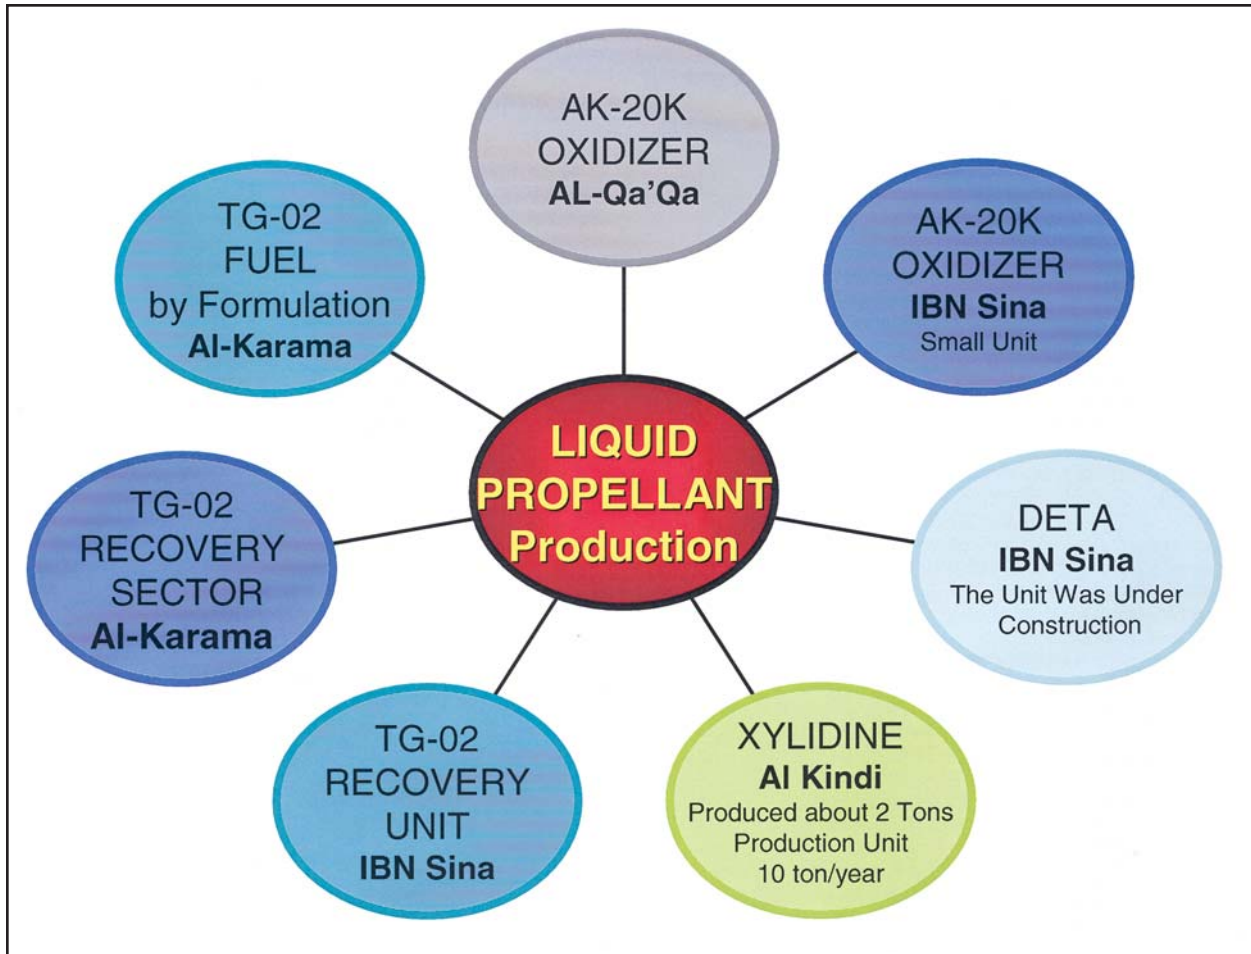 AK-20K
OXIDIZER
AL-Qa'Qa
AK-20K
OXIDIZER
IBN Sina
Small Unit
DETA
IBN Sina
The Unit Was Under
Construction
XYLIDINE
Al Kindi
Produced about 2 Tons
Production Unit
10 ton/year
TG-02
RECOVERY
UNIT
IBN Sina
TG-02
RECOVERY
SECTOR
Al-Karama
TG-02
FUEL
by Formulation
Al-Karama
LIQUID
PROPELLANT
Production